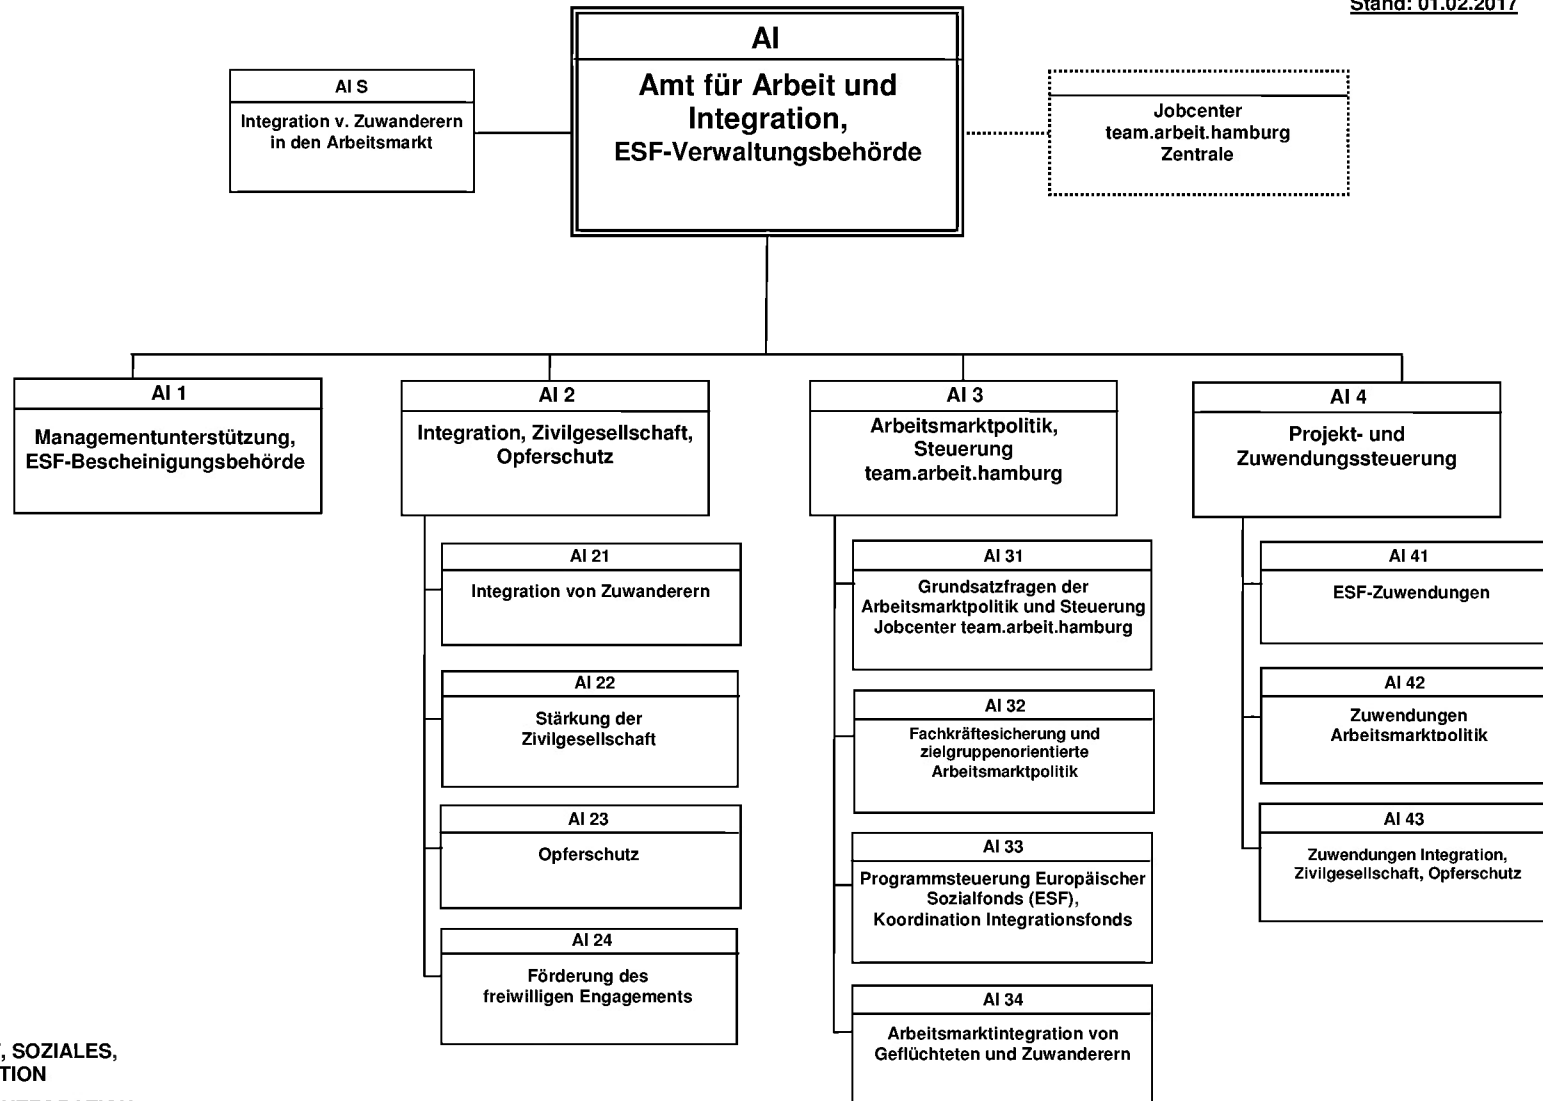 Stand: 01.02.2017
AI
Amt für Arbeit und
Integration,
ESF-Verwaltungsbehörde
AI S
Integration v. Zuwanderern
in den Arbeitsmarkt
Jobcenter
team.arbeit.hamburg
Zentrale
AI 1
Managementunterstützung,
ESF-Bescheinigungsbehörde
AI 2
Integration, Zivilgesellschaft,
Opferschutz
AI 21
Integration von Zuwanderern
AI 22
Stärkung der
Zivilgesellschaft
AI 23
Opferschutz
AI 24
Förderung des
freiwilligen Engagements
AI 3
Arbeitsmarktpolitik,
Steuerung
team.arbeit.hamburg
AI 31
Grundsatzfragen der
Arbeitsmarktpolitik und Steuerung
Jobcenter team.arbeit.hamburg
AI 32
Fachkräftesicherung und
zielgruppenorientierte
Arbeitsmarktpolitik
AI 33
Programmsteuerung Europäischer
Sozialfonds (ESF),
Koordination Integrationsfonds
AI 34
Arbeitsmarktintegration von
Geflüchteten und Zuwanderern
AI 4
Projekt- und
Zuwendungssteuerung
AI 41
ESF-Zuwendungen
AI 42
Zuwendungen
Arbeitsmarktpolitik
AI 43
Zuwendungen Integration,
Zivilgesellschaft, Opferschutz
, SOZIALES,
TION